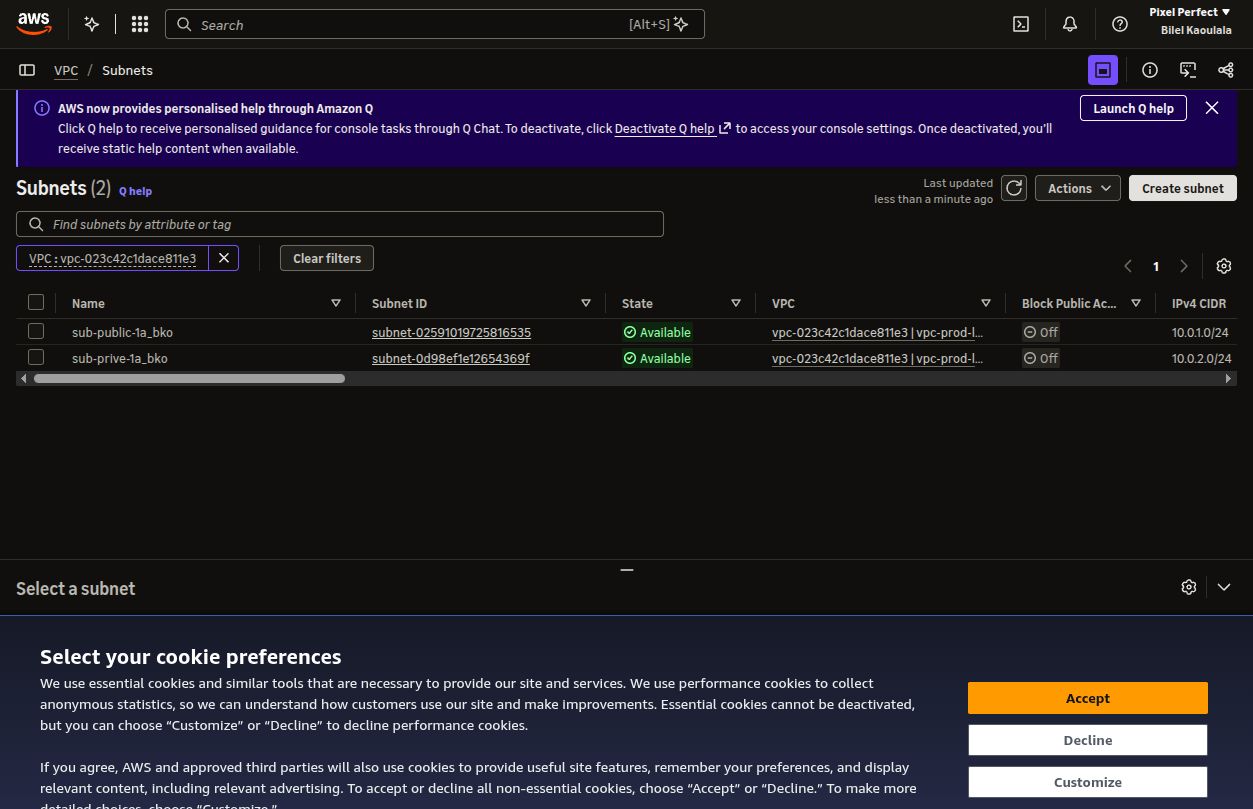 aws
Search [Alt+S]
Pixel Perfect
Bilel Kaoulala
VPC / Subnets
AWS now provides personalised help through Amazon Q
Click Q help to receive personalised guidance for console tasks through Q Chat. To deactivate, click Deactivate Q help to access your console settings. Once deactivated, you'll
receive static help content when available.
Launch Q help
Subnets (2) Q help
Last updated
less than a minute ago
Actions
Create subnet
Find subnets by attribute or tag
VPC : vpc-023c42c1dace811e3
Clear filters
1
Name Subnet ID State VPC Block Public Ac... IPv4 CIDR
sub-public-1a_bko subnet-02591019725816535 Available vpc-023c42c1dace811e3 | vpc-prod-l... Off 10.0.1.0/24
sub-prive-1a_bko subnet-0d98ef1e12654369f Available vpc-023c42c1dace811e3 | vpc-prod-l... Off 10.0.2.0/24
Select a subnet
Select your cookie preferences
We use essential cookies and similar tools that are necessary to provide our site and services. We use performance cookies to collect
anonymous statistics, so we can understand how customers use our site and make improvements. Essential cookies cannot be deactivated,
but you can choose “Customize” or “Decline” to decline performance cookies.
If you agree, AWS and approved third parties will also use cookies to provide useful site features, remember your preferences, and display
relevant content, including relevant advertising. To accept or decline all non-essential cookies, choose “Accept” or “Decline.” To make more
detailed choices, choose “Customize.”
Accept
Decline
Customize